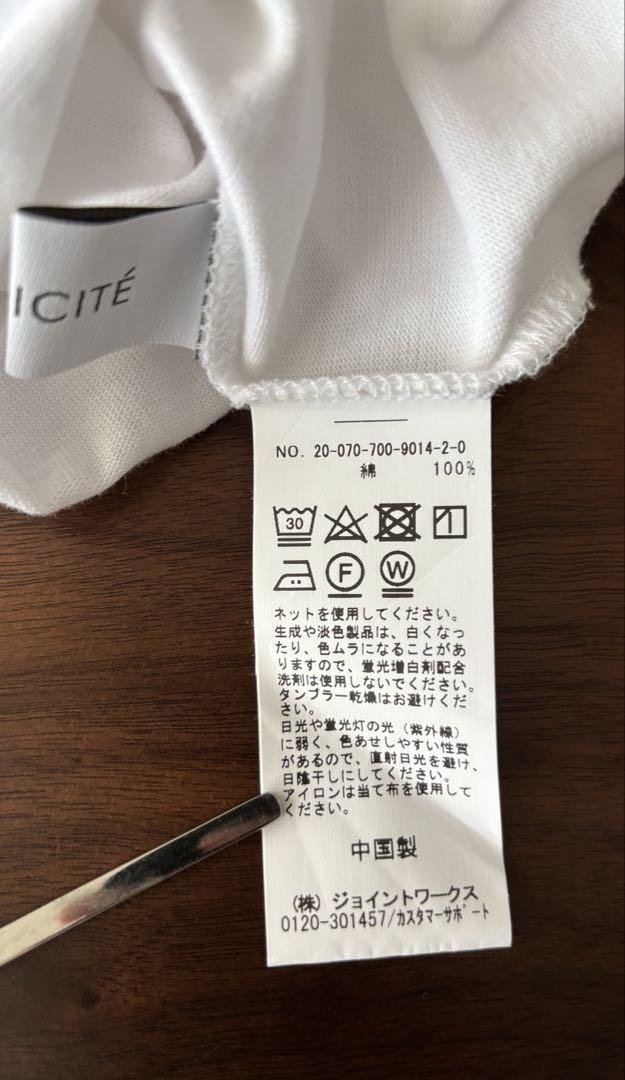 ICITÉ
NO. 20-070-700-9014-2-0
綿 100%
30
F W
ネットを使用してください。
生成や淡色製品は、白くなっ
たり、色ムラになることがあ
りますので、蛍光増白剤配合
洗剤は使用しないでください。
タンブラー乾燥はお避けくだ
さい。
日光や蛍光灯の光（紫外線）
に弱く、色あせしやすい性質
があるので、直射日光を避け、
日陰干しにしてください。
アイロンは当て布を使用して
ください。
中国製
（株）ジョイントワークス
0120-301457/カスタマーサポート